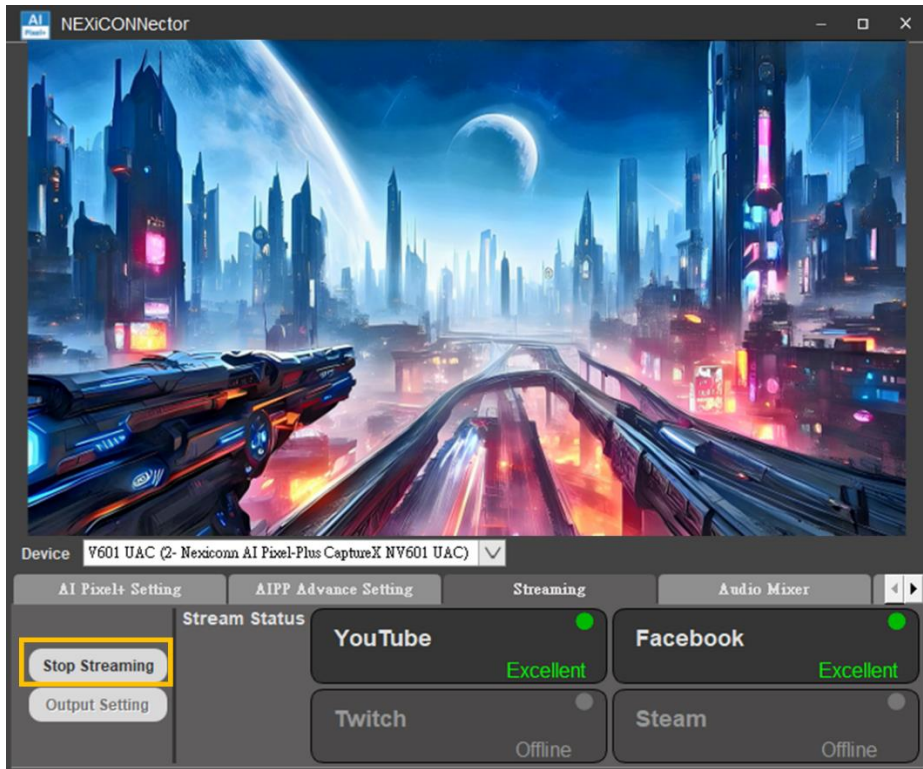 AI
Pixel+
NEXiCONNector
Device
V601 UAC (2- Nexiconn AI Pixel-Plus CaptureX NV601 UAC)
AI Pixel+ Setting
AIPP Advance Setting
Streaming
Audio Mixer
Stop Streaming
Output Setting
Stream Status
YouTube
Excellent
Facebook
Excellent
Twitch
Offline
Steam
Offline